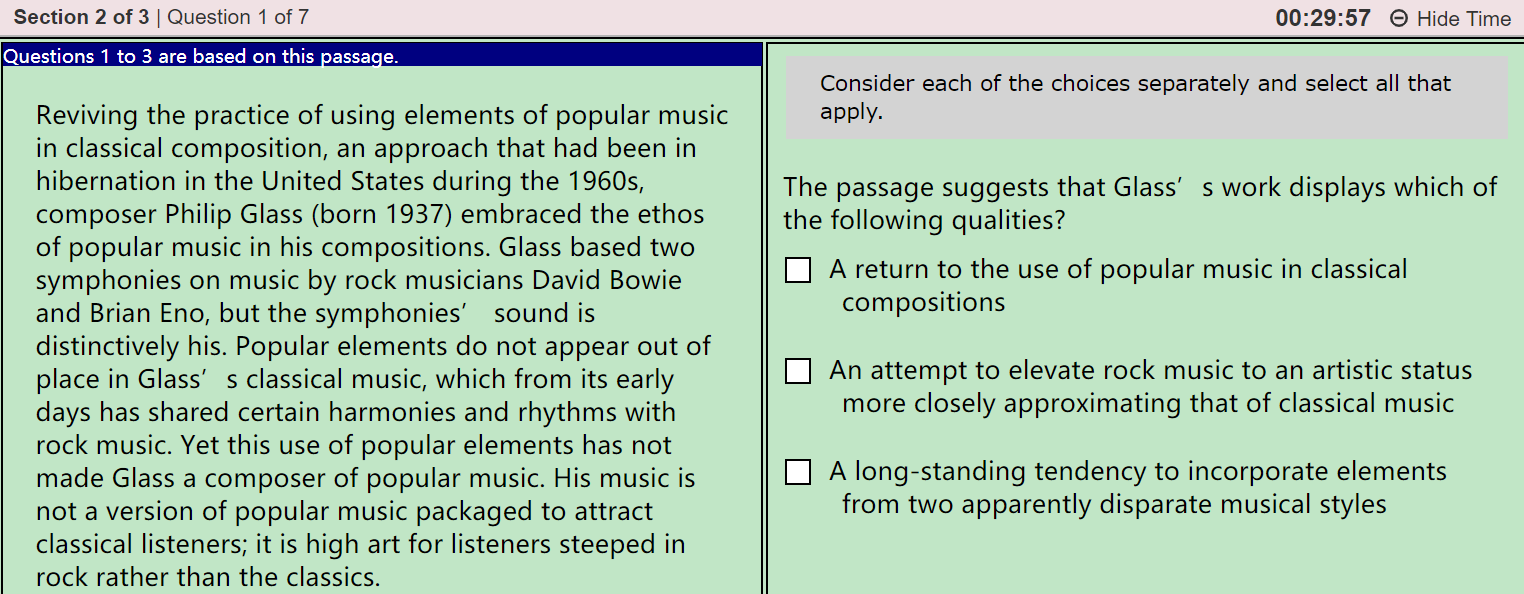 Section 2 of 3 | Question 1 of 7
00:29:57 Hide Time
Questions 1 to 3 are based on this passage.
Reviving the practice of using elements of popular music
in classical composition, an approach that had been in
hibernation in the United States during the 1960s,
composer Philip Glass (born 1937) embraced the ethos
of popular music in his compositions. Glass based two
symphonies on music by rock musicians David Bowie
and Brian Eno, but the symphonies’ sound is
distinctively his. Popular elements do not appear out of
place in Glass’ s classical music, which from its early
days has shared certain harmonies and rhythms with
rock music. Yet this use of popular elements has not
made Glass a composer of popular music. His music is
not a version of popular music packaged to attract
classical listeners; it is high art for listeners steeped in
rock rather than the classics.
Consider each of the choices separately and select all that
apply.
The passage suggests that Glass’ s work displays which of
the following qualities?
A return to the use of popular music in classical
compositions
An attempt to elevate rock music to an artistic status
more closely approximating that of classical music
A long-standing tendency to incorporate elements
from two apparently disparate musical styles